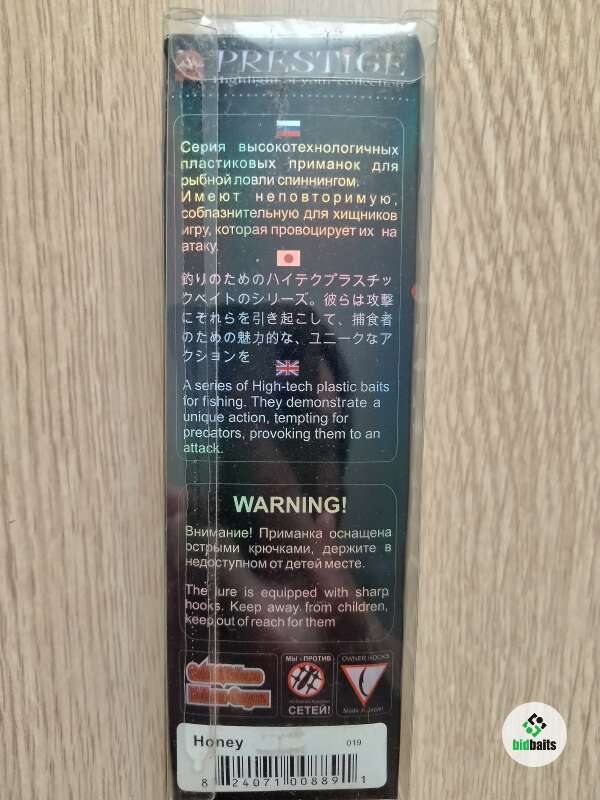 PRESTiGE
Highlight of your collection
Серия высокотехнологичных
пластиковых приманок для
рыбной ловли спиннингом.
Имеют неповторимую,
соблазнительную для хищников
игру, которая провоцирует их на
атаку.
釣りのためのハイテクプラスチッ
クベイトのシリーズ。彼らは攻撃
にそれらを引き起こして、捕食者
のための魅力的な、ユニークなア
クションを
A series of High-tech plastic baits
for fishing. They demonstrate a
unique action, tempting for
predators, provoking them to an
attack.
WARNING!
Внимание! Приманка оснащена
острыми крючками, держите в
недоступном от детей месте.
The lure is equipped with sharp
hooks. Keep away from children,
keep out of reach for them
МЫ - ПРОТИВ
СЕТЕЙ!
OWNER HOOKS
Made in Japan!
Honey 019
8 24071 00889 1
bidbaits